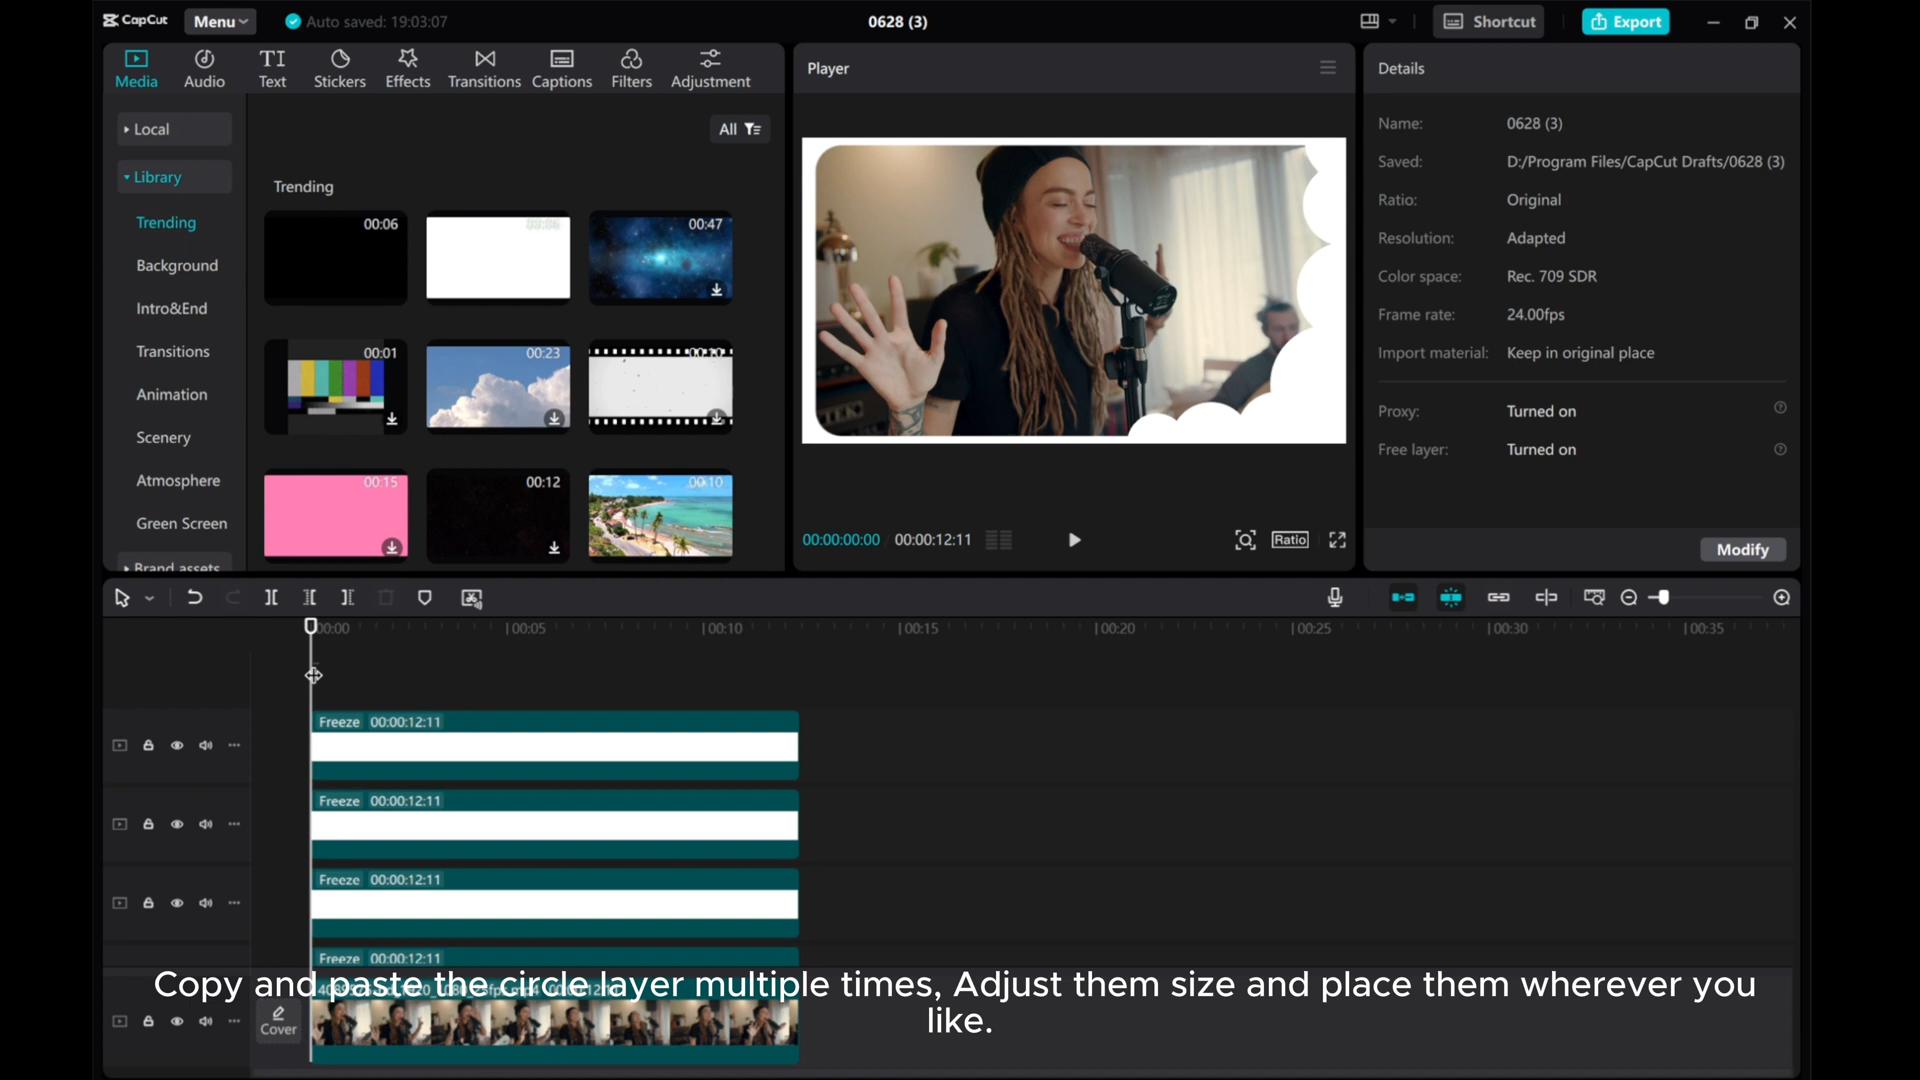 CapCut
Menu
Auto saved: 19:03:07
0628 (3)
Shortcut
Export
Media
Audio
TI
Text
Stickers
Effects
Transitions
Captions
Filters
Adjustment
Local
Library
Trending
Background
Intro&End
Transitions
Animation
Scenery
Atmosphere
Green Screen
Brand assets
All
Trending
00:06
00:06
00:47
00:01
00:23
00:10
00:15
00:12
00:10
Player
00:00:00:00
00:00:12:11
Ratio
Details
Name: 0628 (3)
Saved: D:/Program Files/CapCut Drafts/0628 (3)
Ratio: Original
Resolution: Adapted
Color space: Rec. 709 SDR
Frame rate: 24.00fps
Import material: Keep in original place
Proxy: Turned on
Free layer: Turned on
Modify
00:00
00:05
00:10
00:15
00:20
00:25
00:30
00:35
Freeze 00:00:12:11
Freeze 00:00:12:11
Freeze 00:00:12:11
Freeze 00:00:12:11
Cover
Copy and paste the circle layer multiple times, Adjust them size and place them wherever you
like.